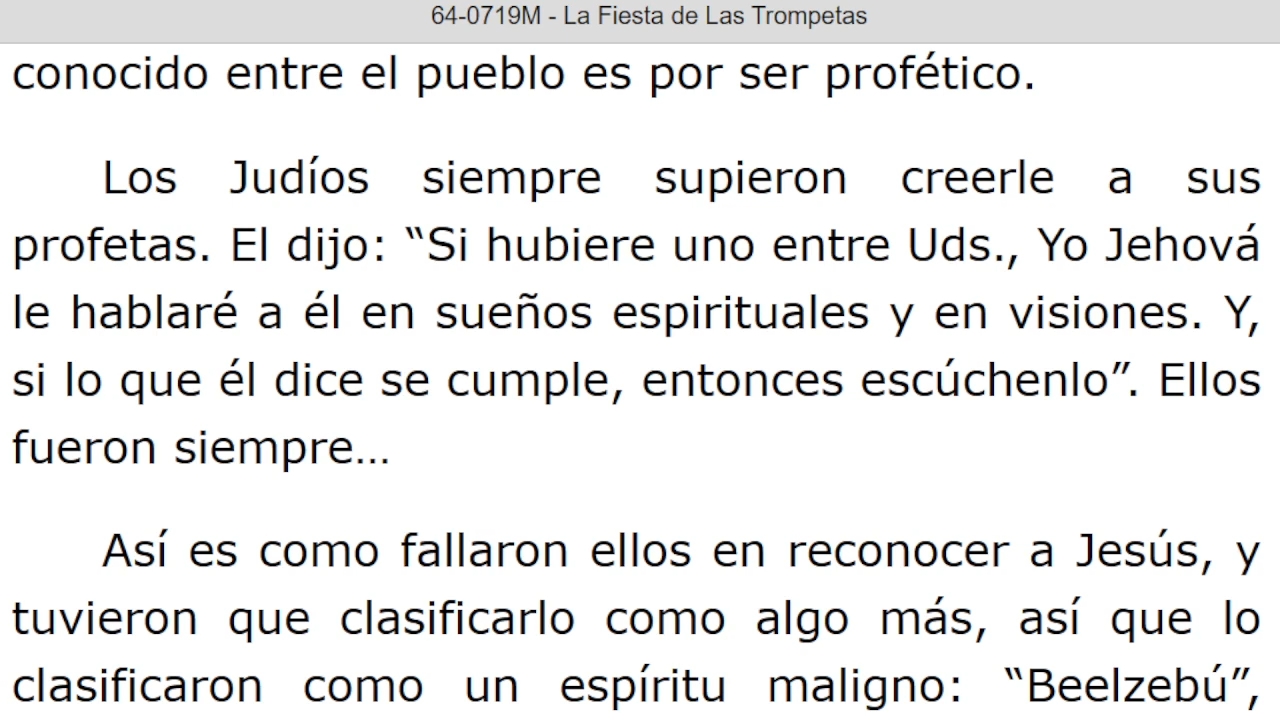 64-0719M - La Fiesta de Las Trompetas
conocido entre el pueblo es por ser profético.
Los Judíos siempre supieron creerle a sus
profetas. El dijo: “Si hubiere uno entre Uds., Yo Jehová
le hablaré a él en sueños espirituales y en visiones. Y,
si lo que él dice se cumple, entonces escúchenlo”. Ellos
fueron siempre...
Así es como fallaron ellos en reconocer a Jesús, y
tuvieron que clasificarlo como algo más, así que lo
clasificaron como un espíritu maligno: “Beelzebú”,